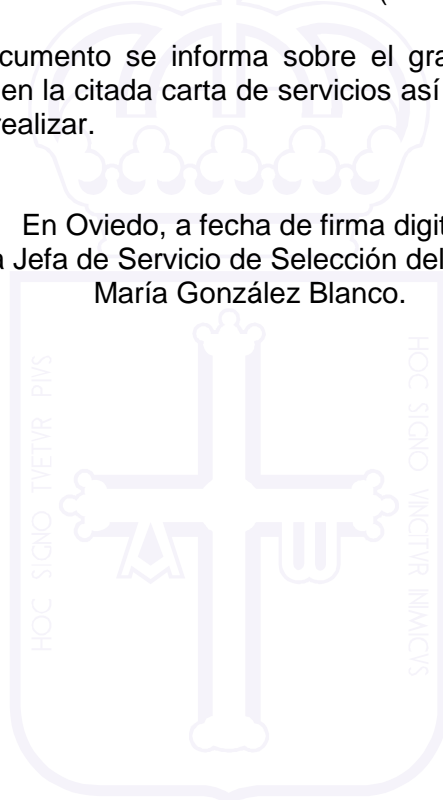 (
cumento se informa sobre el gra
en la citada carta de servicios así
realizar.
En Oviedo, a fecha de firma digit
a Jefa de Servicio de Selección del
María González Blanco.
HOC SIGNO TVETVR PIVS
HOC SIGNO VINCITVR INIMICVS